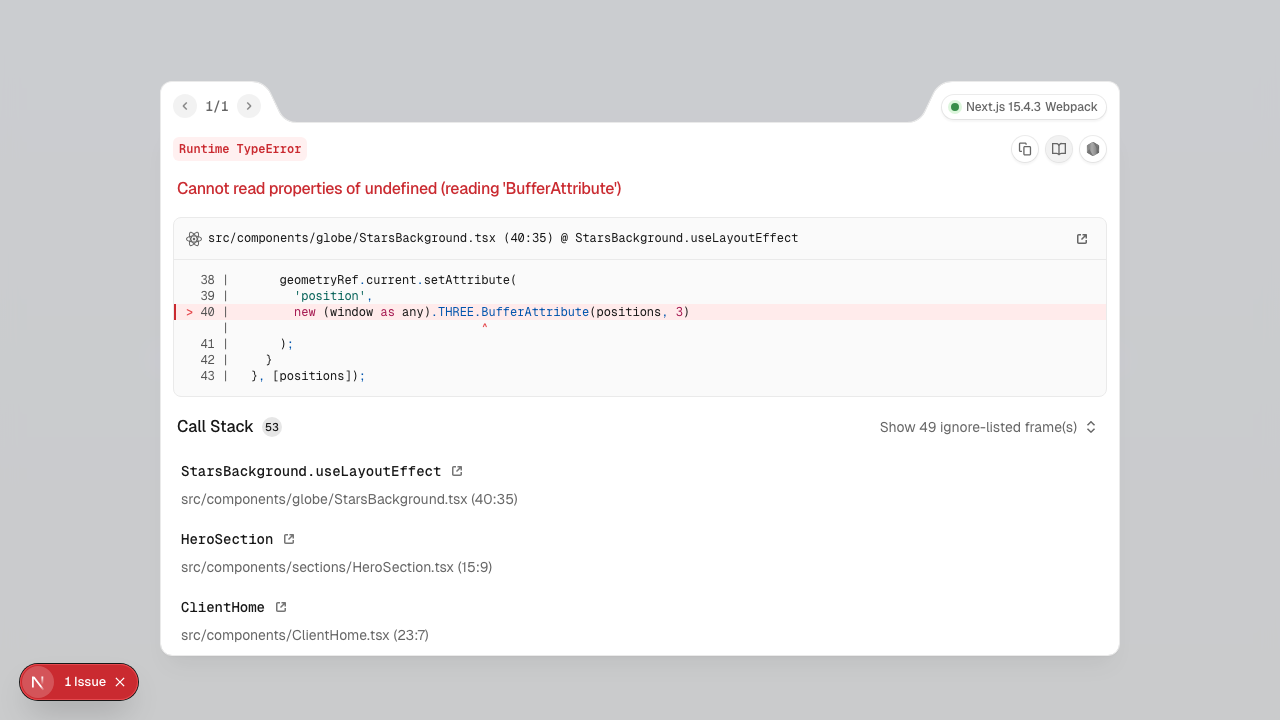 1/1
Next.js 15.4.3 Webpack
Runtime TypeError
Cannot read properties of undefined (reading 'BufferAttribute')
src/components/globe/StarsBackground.tsx (40:35) @ StarsBackground.useLayoutEffect
38 |       geometryRef.current.setAttribute(
39 |         'position',
> 40 |         new (window as any).THREE.BufferAttribute(positions, 3)
|                                   ^
41 |       );
42 |     }
43 |   }, [positions]);
Call Stack 53
Show 49 ignore-listed frame(s)
StarsBackground.useLayoutEffect
src/components/globe/StarsBackground.tsx (40:35)
HeroSection
src/components/sections/HeroSection.tsx (15:9)
ClientHome
src/components/ClientHome.tsx (23:7)
N 1 Issue